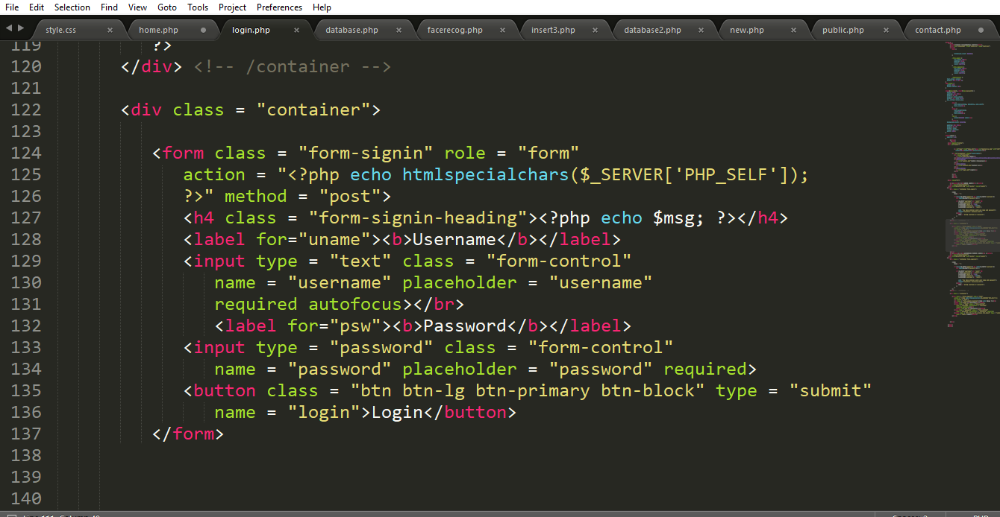 File Edit Selection Find View Goto Tools Project Preferences Help
style.css × home.php login.php × database.php × facerecog.php × insert3.php × database2.php × new.php × public.php × contact.php
119 ?>
120 </div> <!-- /container -->
121
122 <div class = "container">
123
124 <form class = "form-signin" role = "form"
125 action = "<?php echo htmlspecialchars($_SERVER['PHP_SELF']);
126 ?>" method = "post">
127 <h4 class = "form-signin-heading"><?php echo $msg; ?></h4>
128 <label for="uname"><b>Username</b></label>
129 <input type = "text" class = "form-control"
130 name = "username" placeholder = "username"
131 required autofocus></br>
132 <label for="psw"><b>Password</b></label>
133 <input type = "password" class = "form-control"
134 name = "password" placeholder = "password" required>
135 <button class = "btn btn-lg btn-primary btn-block" type = "submit"
136 name = "login">Login</button>
137 </form>
138
139
140